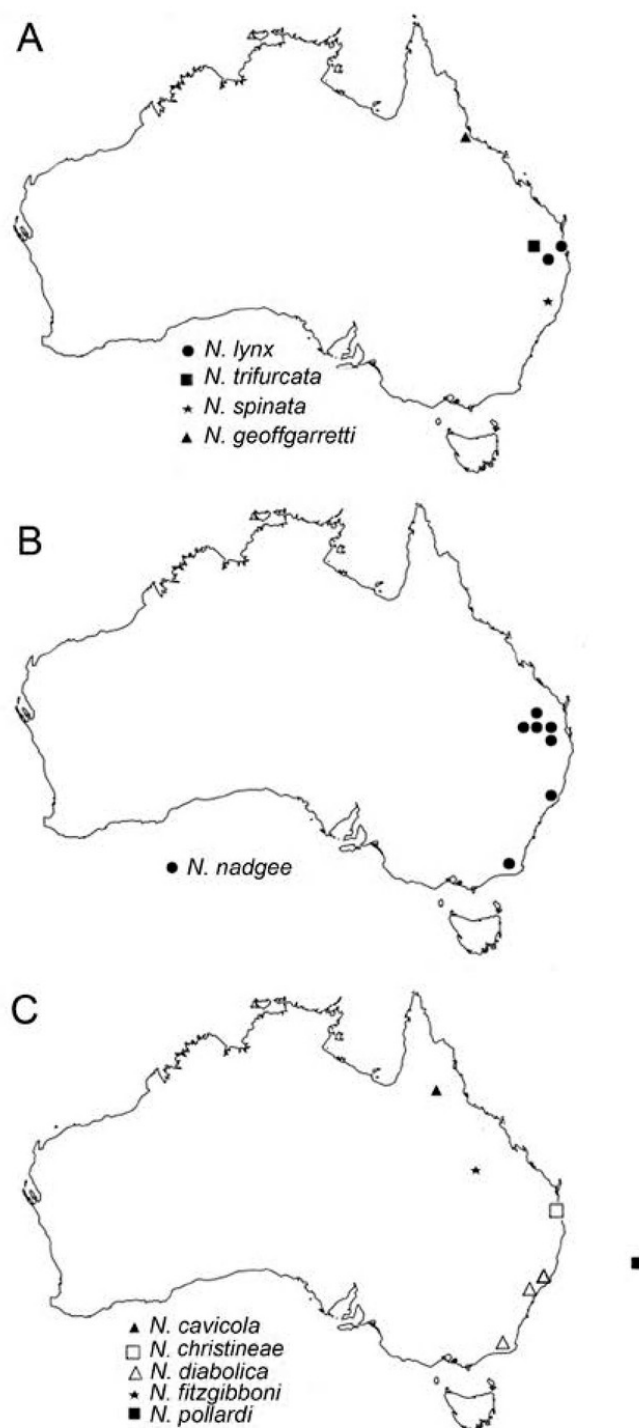 A
N. lynx
N. trifurcata
N. spinata
N. geoffgarretti
B
N. nadgee
C
N. cavicola
N. christineae
N. diabolica
N. fitzgibboni
N. pollardi